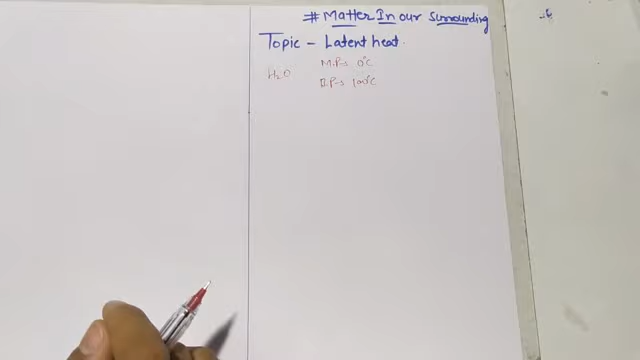 # Matter In our Surrounding
Topic - Latent heat.
M.P→ 0°C
H₂O
B.P→ 100°C